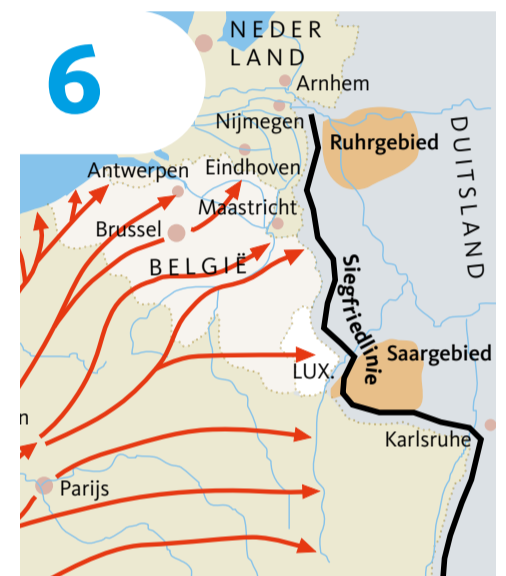 6
NEDER
LAND
Arnhem
Nijmegen
Ruhrgebied
DUITSLAND
Antwerpen
Eindhoven
Maastricht
Brussel
BELGIË
Siegfriedlinie
Saargebied
LUX.
n
Karlsruhe
Parijs